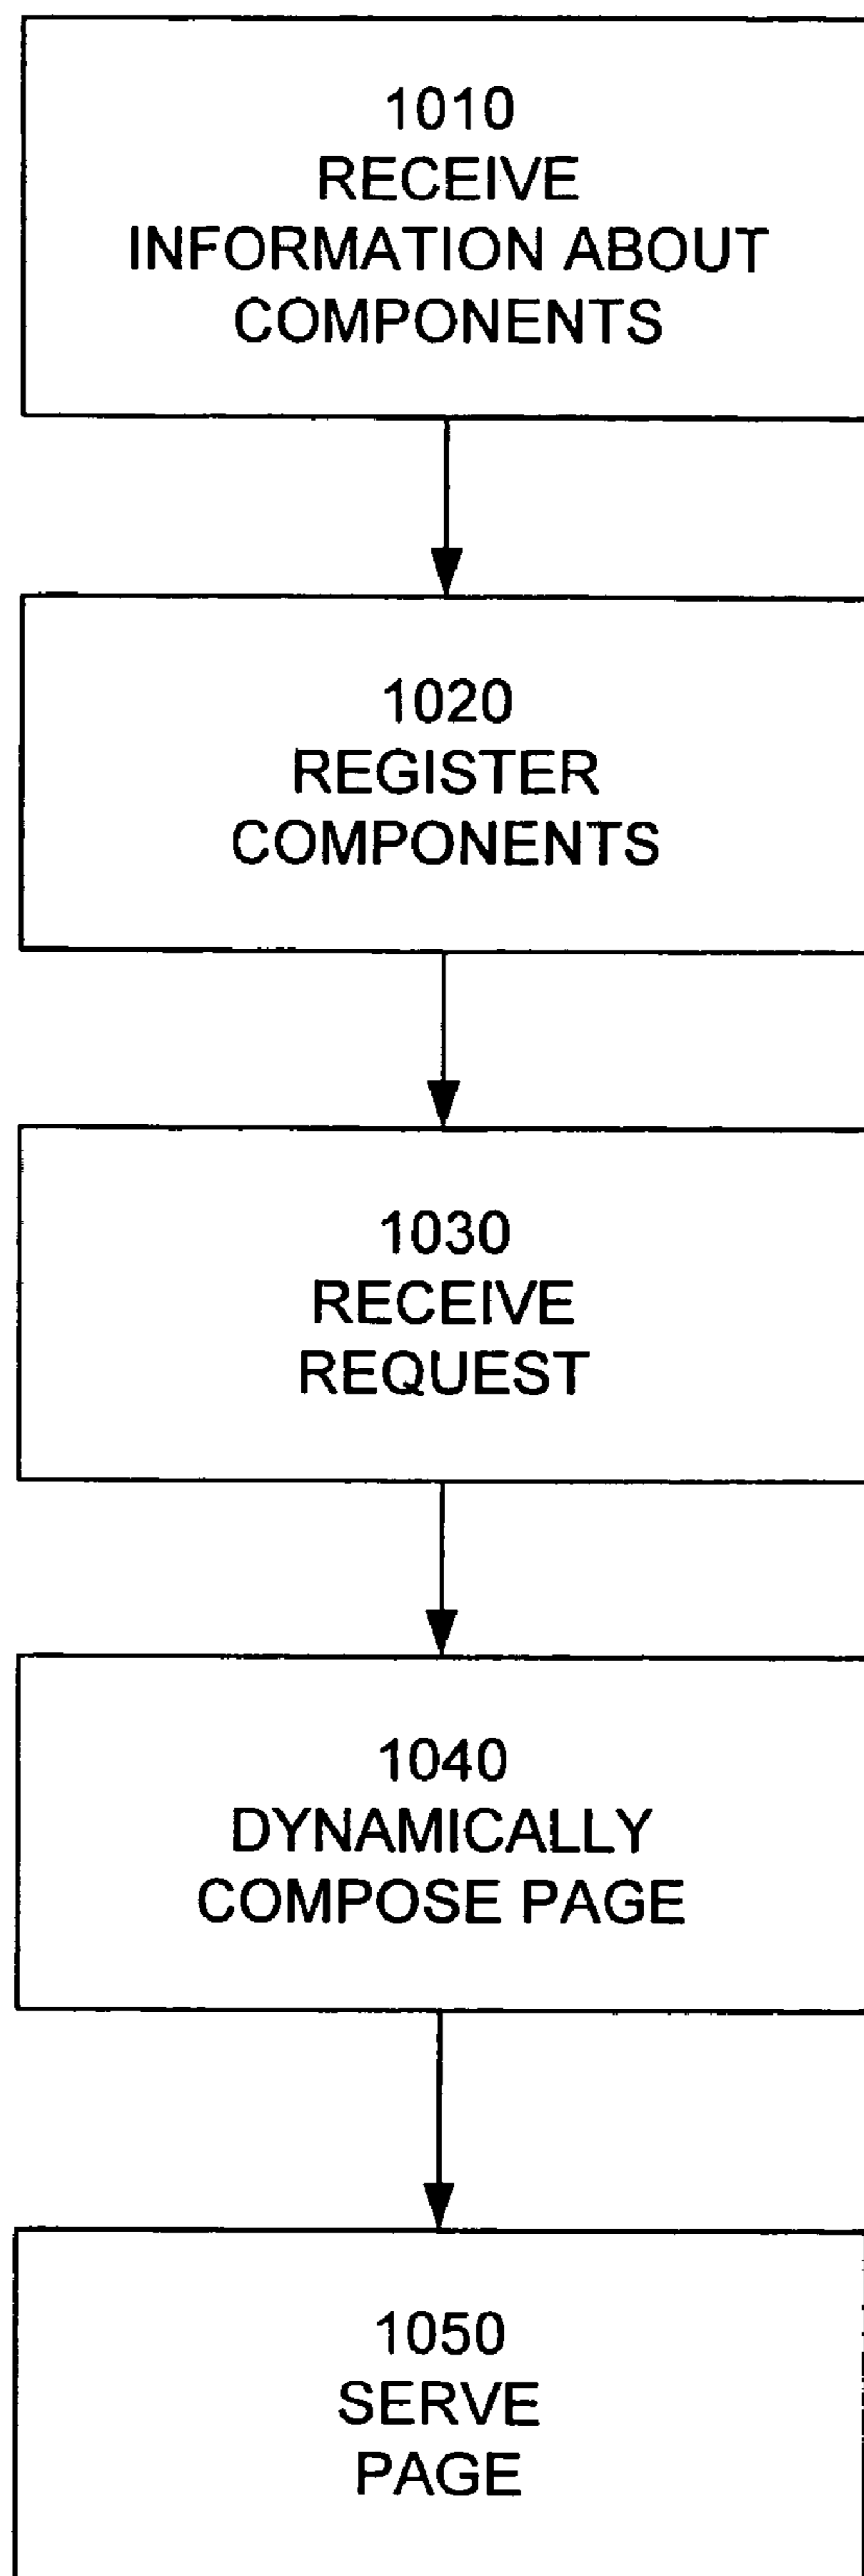 1010
RECEIVE
INFORMATION ABOUT
COMPONENTS
1020
REGISTER
COMPONENTS
1030
RECEIVE
REQUEST
1040
DYNAMICALLY
COMPOSE PAGE
1050
SERVE
PAGE